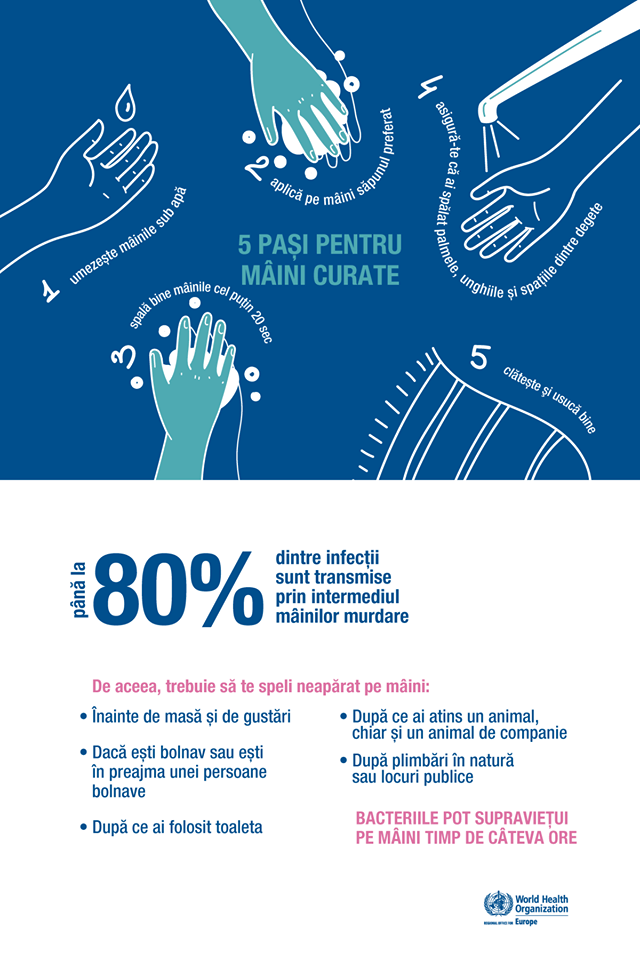 5 PAȘI PENTRU
MÂINI CURATE
1 umezește mâinile sub apă
2 aplică pe mâini săpunul preferat
3 spală bine mâinile cel puțin 20 sec
4 asigură-te că ai spălat palmele, unghiile și spațiile dintre degete
5 clătește și usucă bine
până la
80%
dintre infecții
sunt transmise
prin intermediul
mâinilor murdare
De aceea, trebuie să te speli neapărat pe mâini:
• Înainte de masă și de gustări
• Dacă ești bolnav sau ești
în preajma unei persoane
bolnave
• După ce ai folosit toaleta
• După ce ai atins un animal,
chiar și un animal de companie
• După plimbări în natură
sau locuri publice
BACTERIILE POT SUPRAVIEȚUI
PE MÂINI TIMP DE CÂTEVA ORE
World Health
Organization
REGIONAL OFFICE FOR Europe